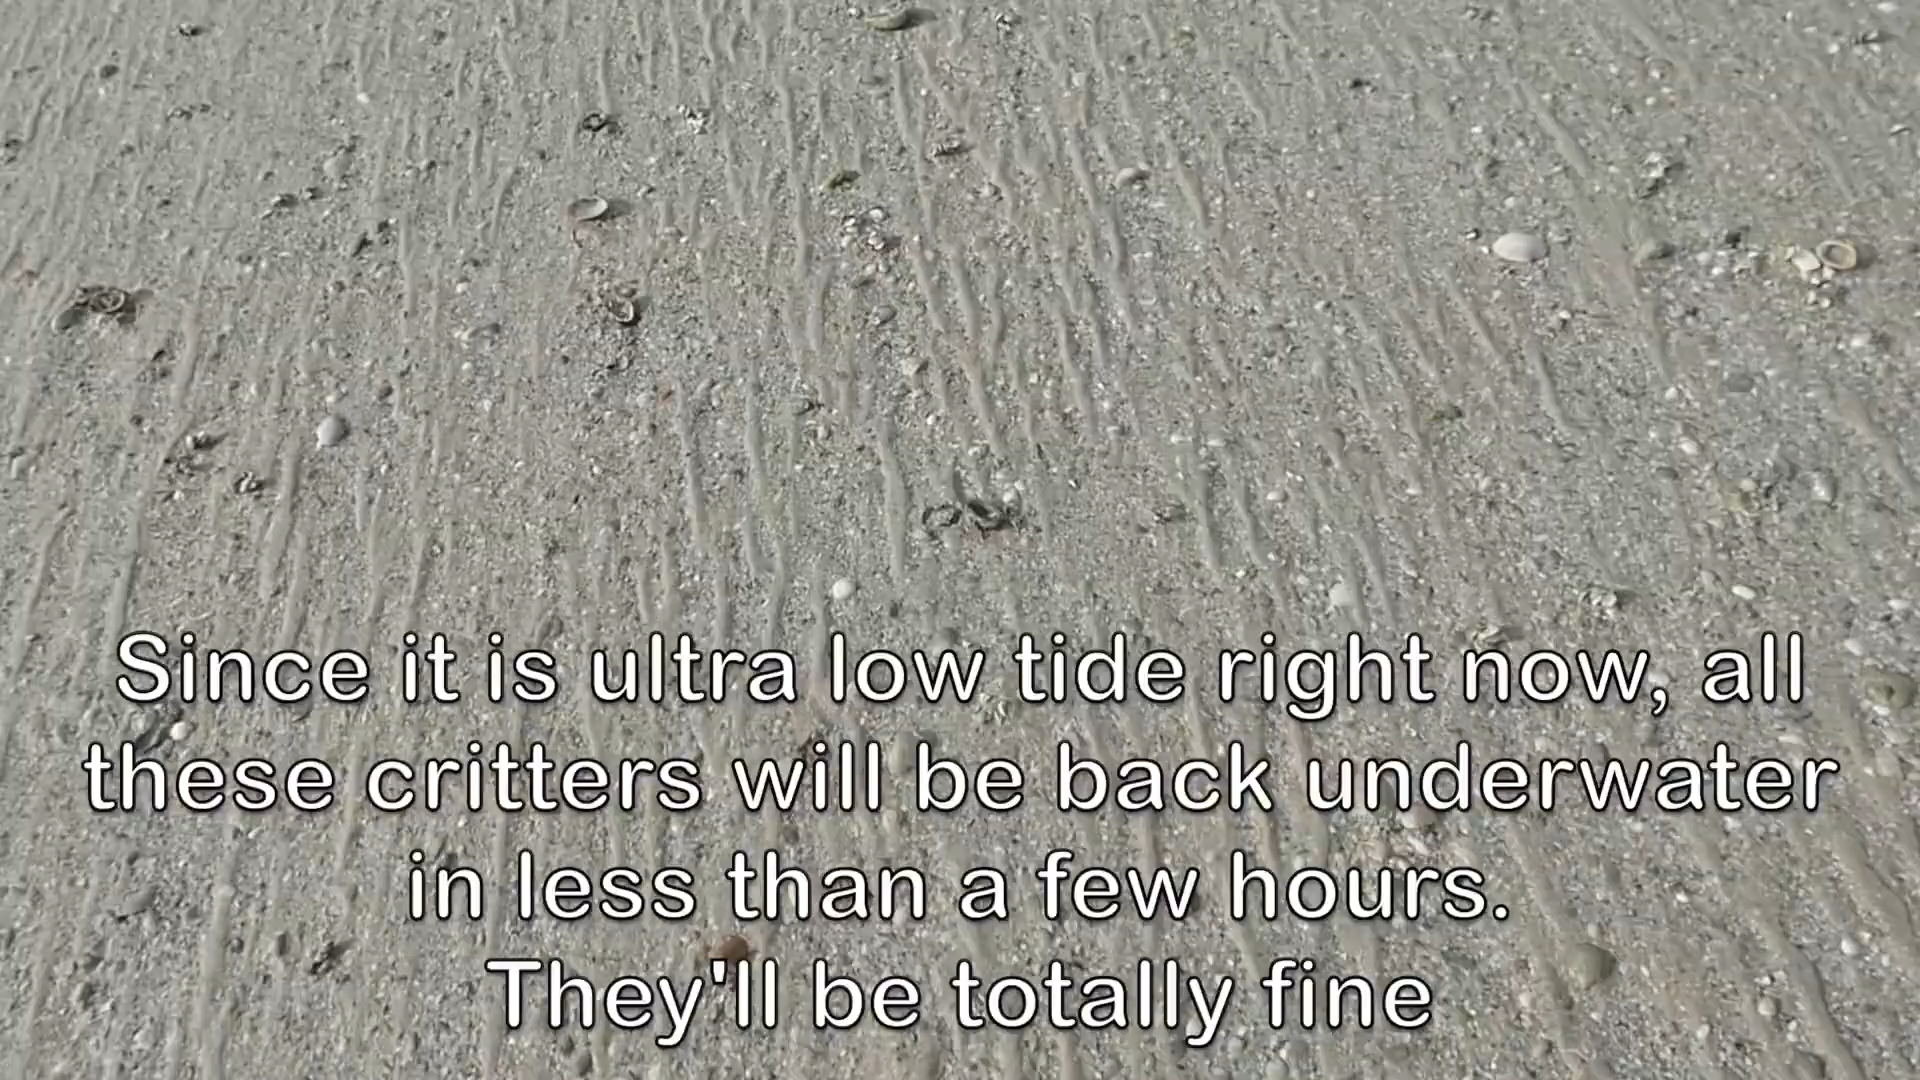 Since it is ultra low tide right now, all
these critters will be back underwater
in less than a few hours.
They'll be totally fine